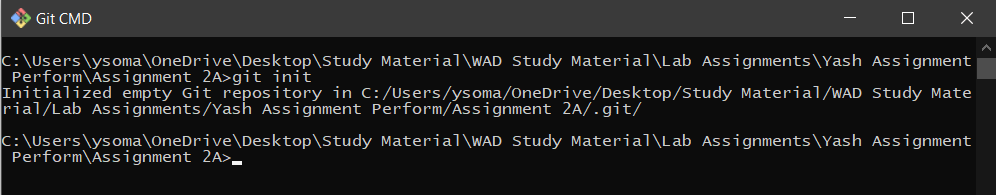 Git CMD
C:\Users\ysoma\OneDrive\Desktop\Study Material\WAD Study Material\Lab Assignments\Yash Assignment
 Perform\Assignment 2A>git init
Initialized empty Git repository in C:/Users/ysoma/OneDrive/Desktop/Study Material/WAD Study Mate
rial/Lab Assignments/Yash Assignment Perform/Assignment 2A/.git/
C:\Users\ysoma\OneDrive\Desktop\Study Material\WAD Study Material\Lab Assignments\Yash Assignment
 Perform\Assignment 2A>